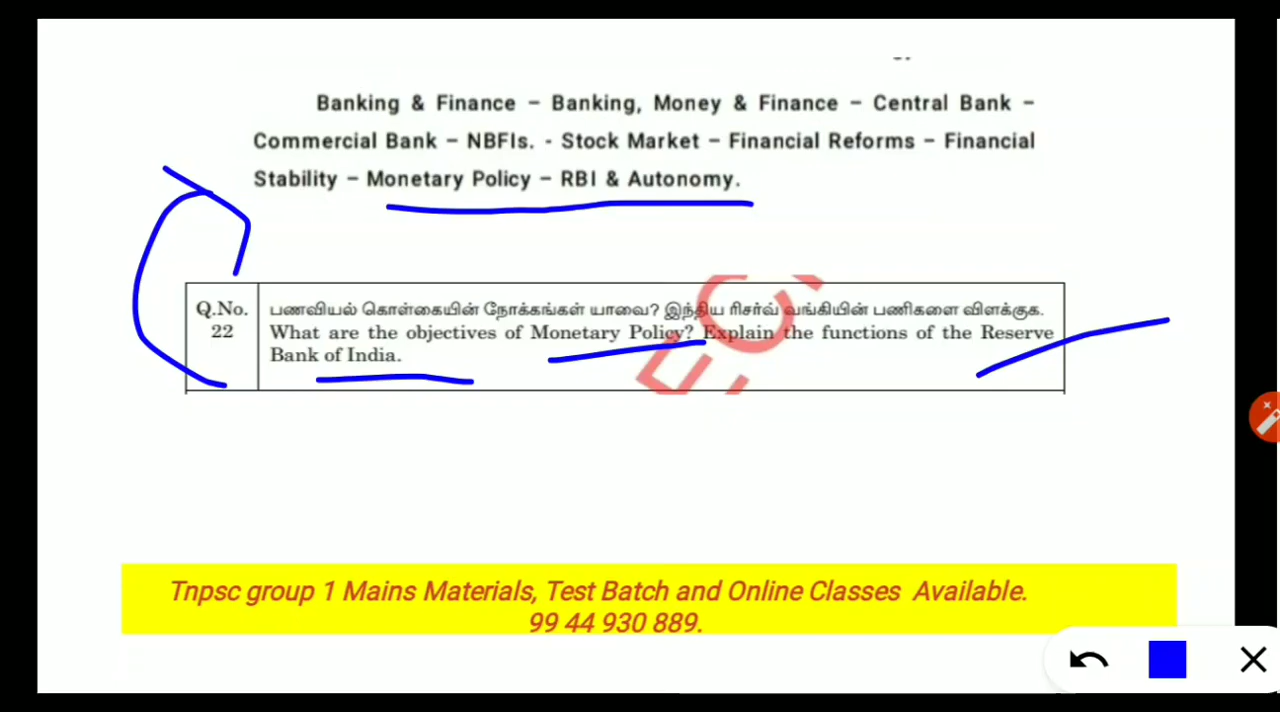 Banking & Finance – Banking, Money & Finance – Central Bank –
Commercial Bank – NBFIs. - Stock Market – Financial Reforms – Financial
Stability – Monetary Policy – RBI & Autonomy.
Q.No. 22
பணவியல் கொள்கையின் நோக்கங்கள் யாவை? இந்திய ரிசர்வ் வங்கியின் பணிகளை விளக்குக.
What are the objectives of Monetary Policy? Explain the functions of the Reserve
Bank of India.
Tnpsc group 1 Mains Materials, Test Batch and Online Classes Available.
99 44 930 889.